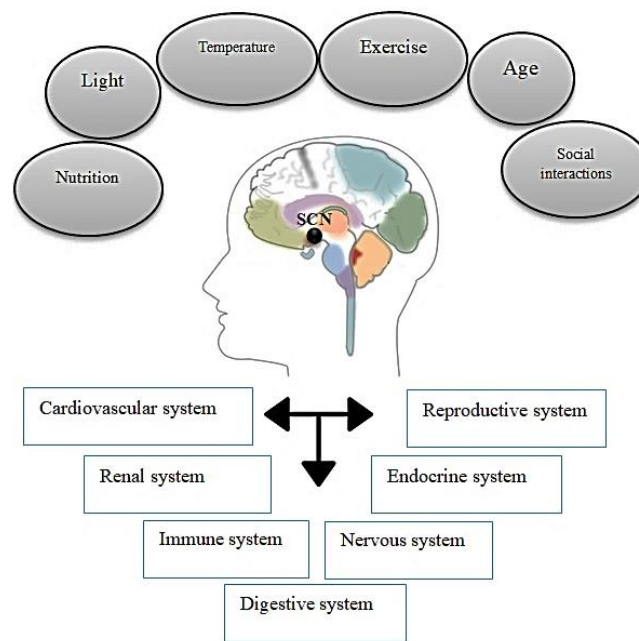 Temperature
Exercise
Light
Age
Nutrition
Social
interactions
SCN
Cardiovascular system
Reproductive system
Renal system
Endocrine system
Immune system
Nervous system
Digestive system